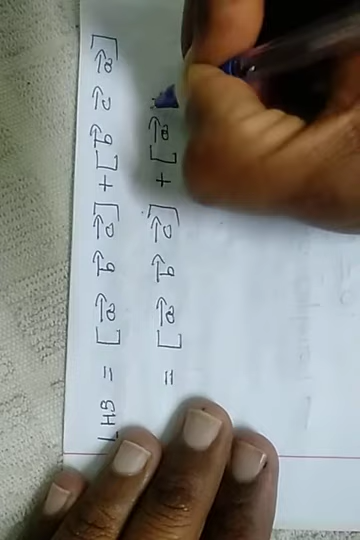 LHS = [a⃗ b⃗ c⃗] + [b⃗ c⃗ a⃗]
= [a⃗ b⃗ c⃗] + [a⃗